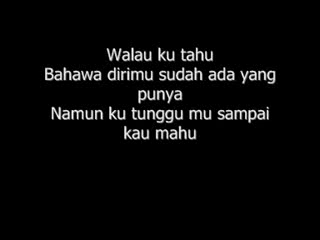 Walau ku tahu
Bahawa dirimu sudah ada yang
punya
Namun ku tunggu mu sampai
kau mahu